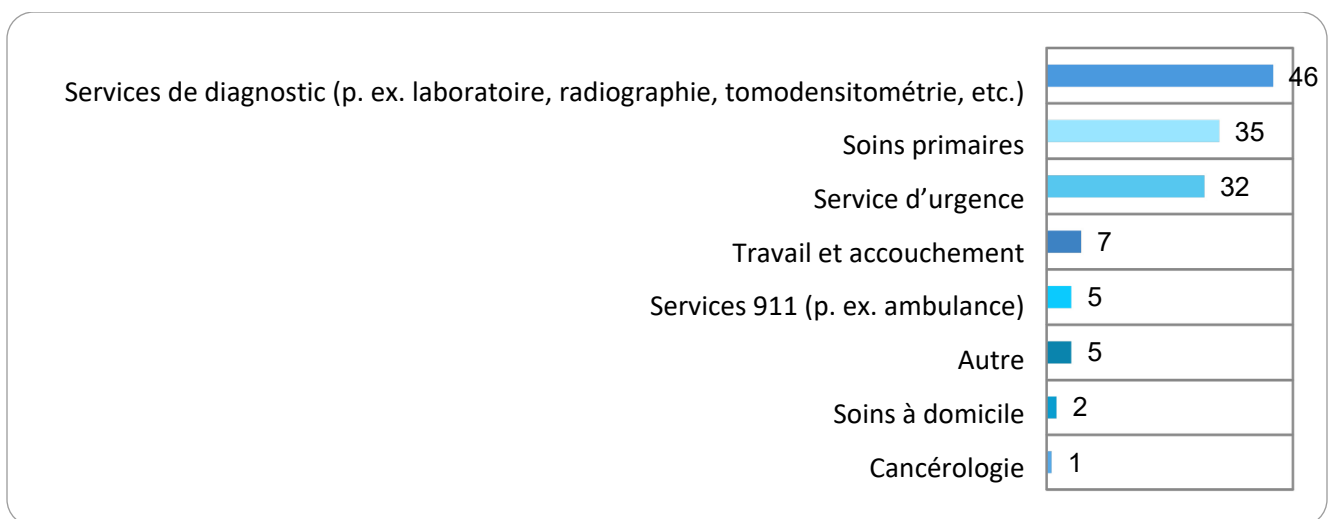 Services de diagnostic (p. ex. laboratoire, radiographie, tomodensitométrie, etc.) 46
Soins primaires 35
Service d’urgence 32
Travail et accouchement 7
Services 911 (p. ex. ambulance) 5
Autre 5
Soins à domicile 2
Cancérologie 1